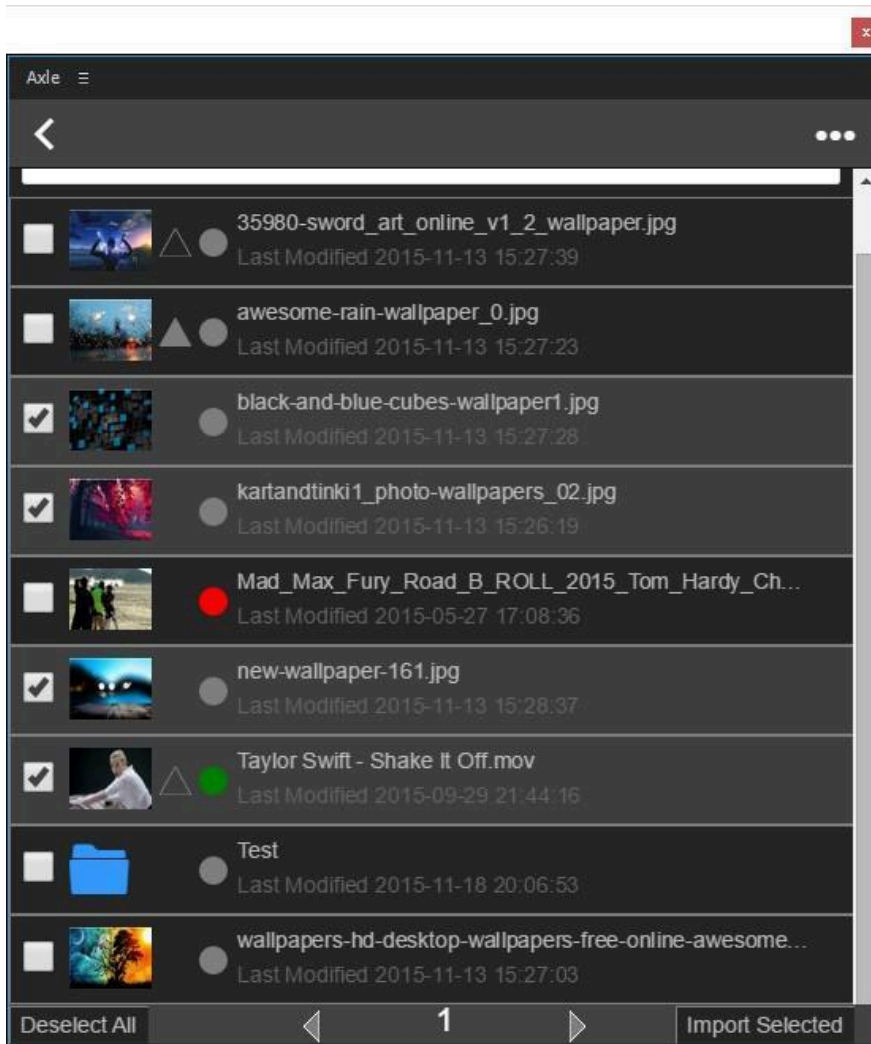 x
Axle
35980-sword_art_online_v1_2_wallpaper.jpg
Last Modified 2015-11-13 15:27:39
awesome-rain-wallpaper_0.jpg
Last Modified 2015-11-13 15:27:23
black-and-blue-cubes-wallpaper1.jpg
Last Modified 2015-11-13 15:27:28
kartandtinki1_photo-wallpapers_02.jpg
Last Modified 2015-11-13 15:26:19
Mad_Max_Fury_Road_B_ROLL_2015_Tom_Hardy_Ch...
Last Modified 2015-05-27 17:08:36
new-wallpaper-161.jpg
Last Modified 2015-11-13 15:28:37
Taylor Swift - Shake It Off.mov
Last Modified 2015-09-29 21:44:16
Test
Last Modified 2015-11-18 20:06:53
wallpapers-hd-desktop-wallpapers-free-online-awesome...
Last Modified 2015-11-13 15:27:03
Deselect All 1 Import Selected